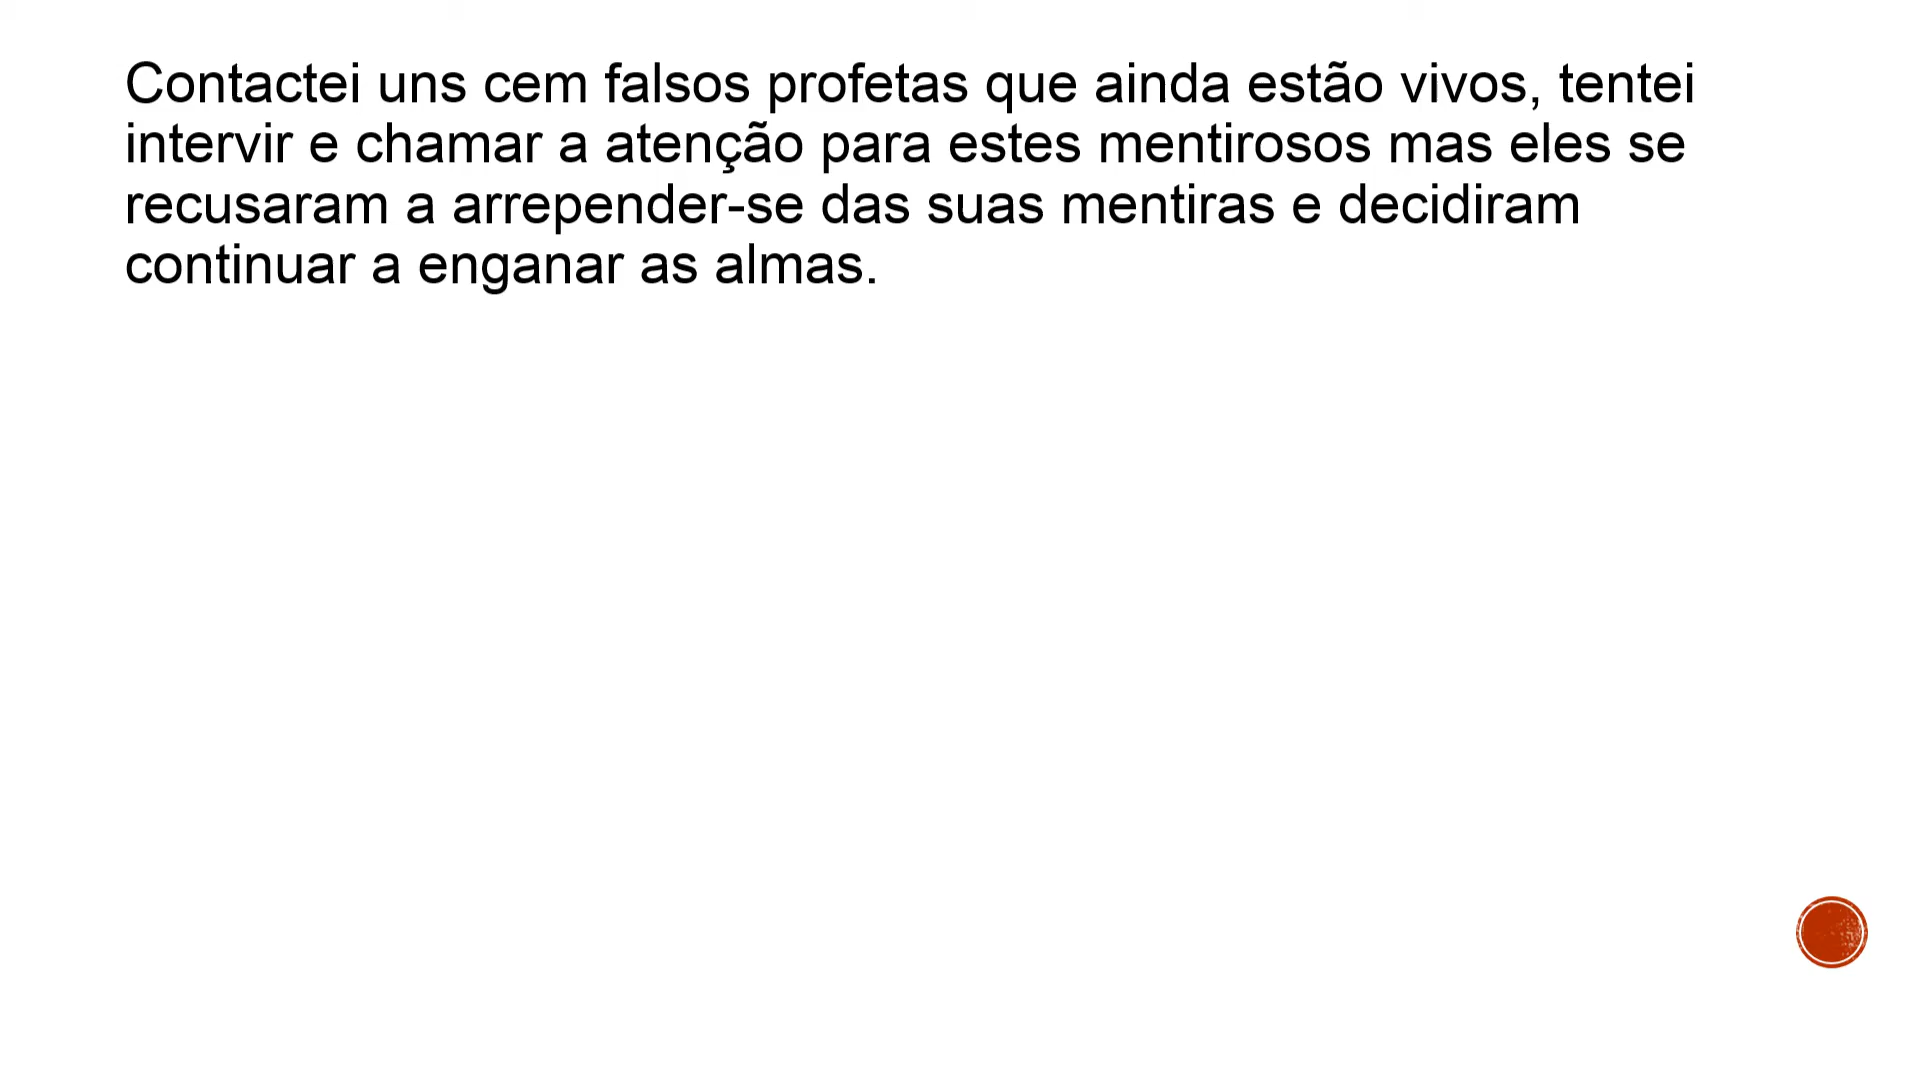 Contactei uns cem falsos profetas que ainda estão vivos, tentei
intervir e chamar a atenção para estes mentirosos mas eles se
recusaram a arrepender-se das suas mentiras e decidiram
continuar a enganar as almas.